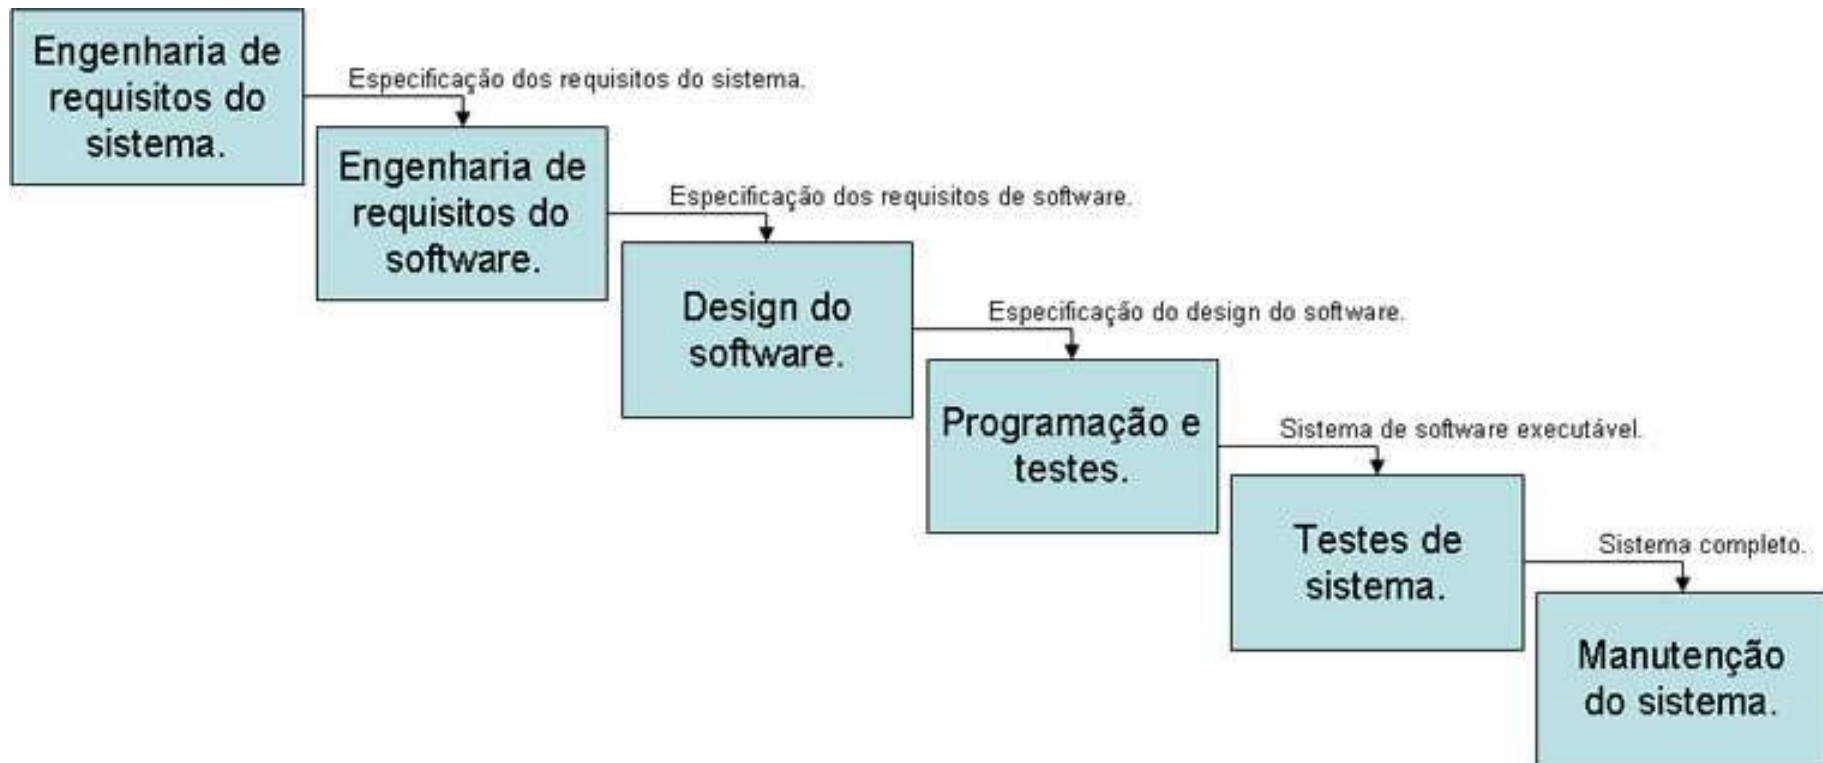 Engenharia de
requisitos do
sistema.
Especificação dos requisitos do sistema.
Engenharia de
requisitos do
software.
Especificação dos requisitos de software.
Design do
software.
Especificação do design do software.
Programação e
testes.
Sistema de software executável.
Testes de
sistema.
Sistema completo.
Manutenção
do sistema.